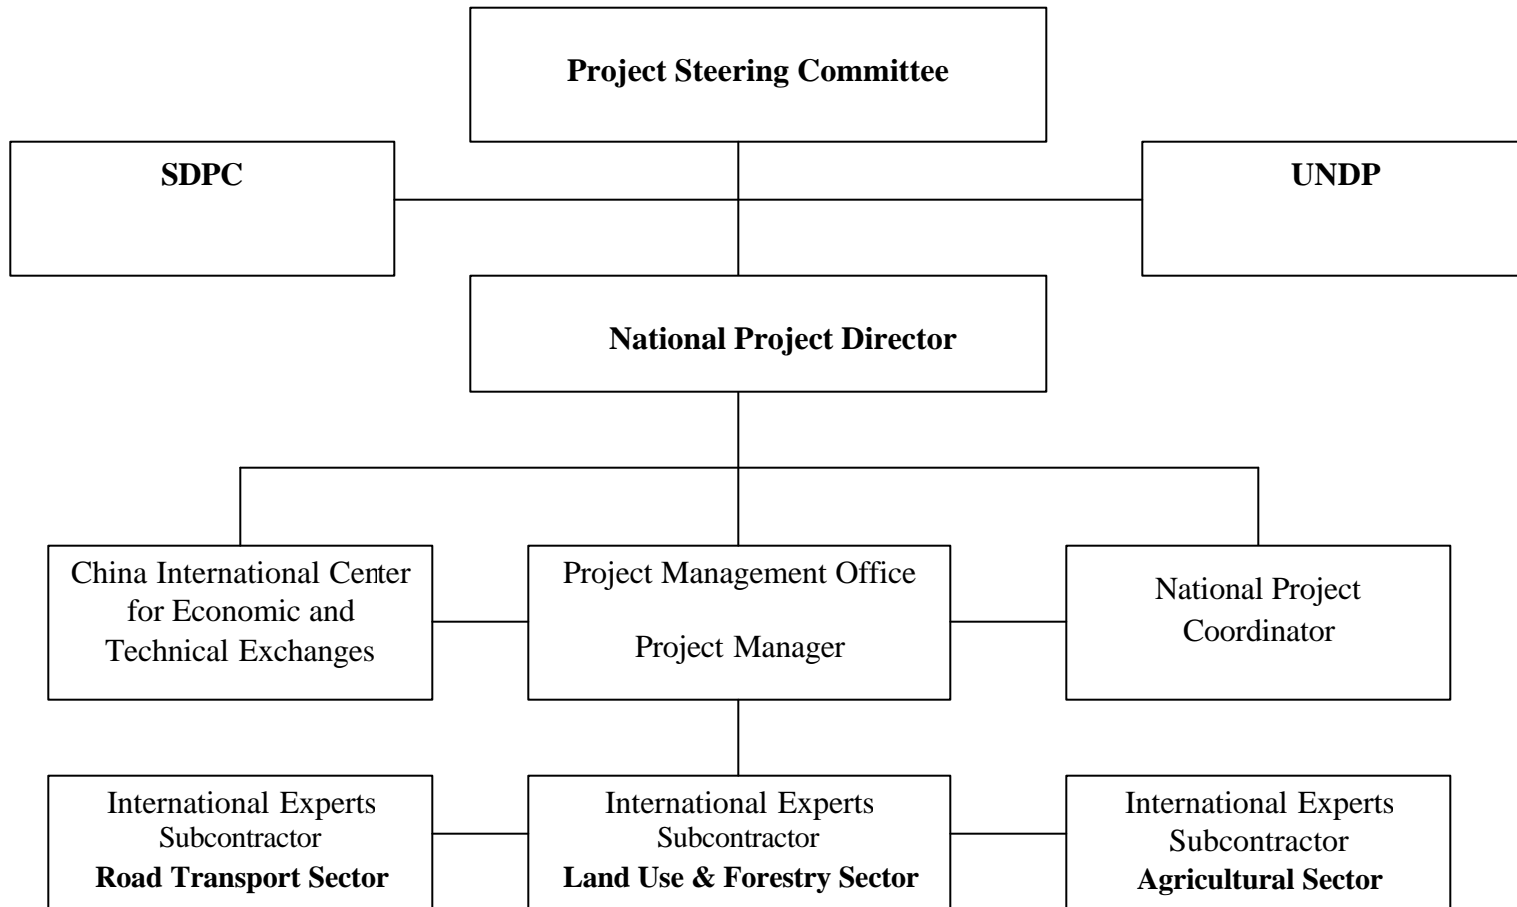 Project Steering Committee
SDPC
UNDP
National Project Director
China International Center
for Economic and
Technical Exchanges
Project Management Office
Project Manager
National Project
Coordinator
International Experts
Subcontractor
Road Transport Sector
International Experts
Subcontractor
Land Use & Forestry Sector
International Experts
Subcontractor
Agricultural Sector